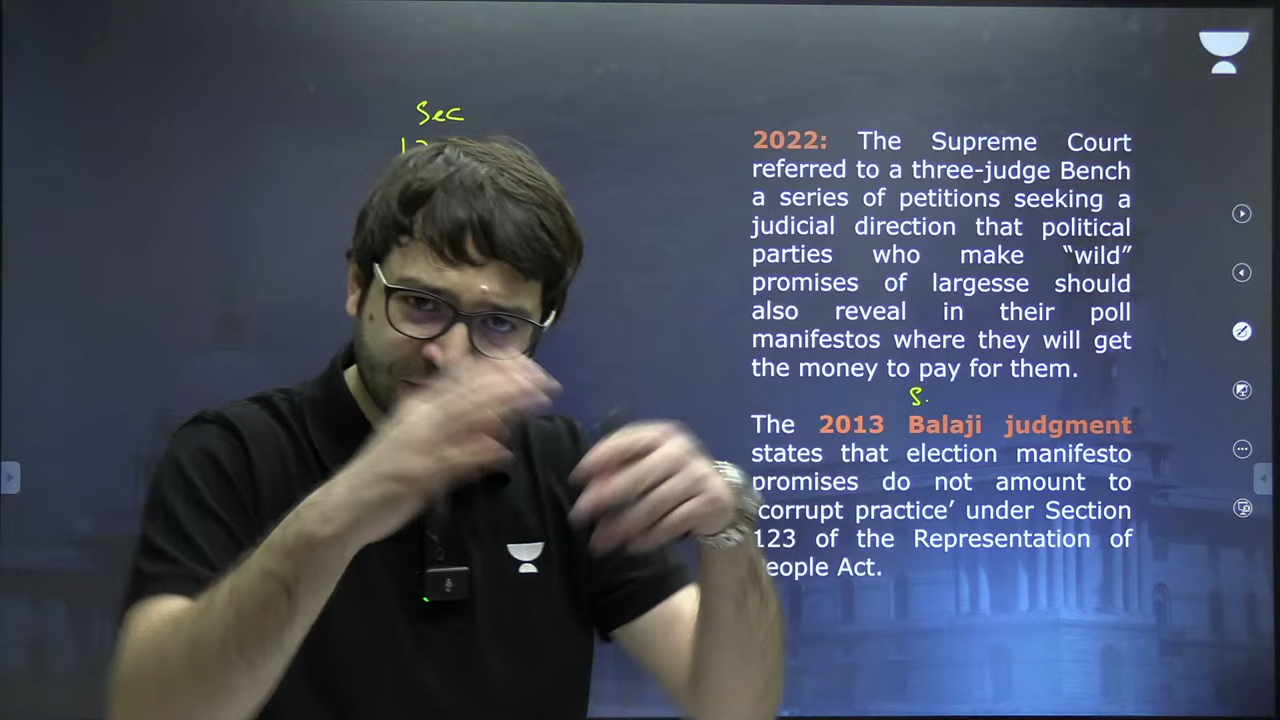 Sec
2022: The Supreme Court
referred to a three-judge Bench
a series of petitions seeking a
judicial direction that political
parties who make “wild”
promises of largesse should
also reveal in their poll
manifestos where they will get
the money to pay for them.
S.
The 2013 Balaji judgment
states that election manifesto
promises do not amount to
corrupt practice’ under Section
123 of the Representation of
eople Act.